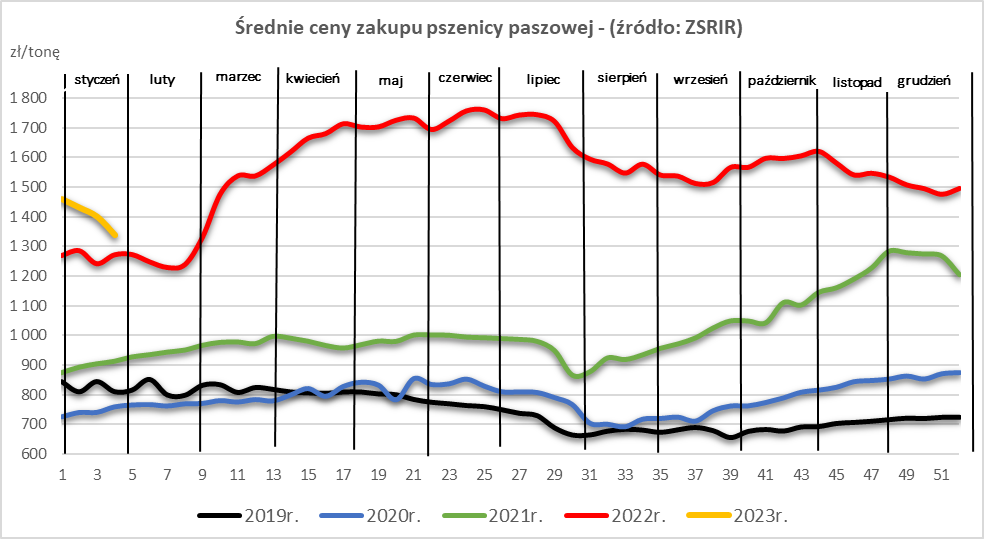 Średnie ceny zakupu pszenicy paszowej - (źródło: ZSRIR)
zł/tonę
styczeń luty marzec kwiecień maj czerwiec lipiec sierpień wrzesień październik listopad grudzień
1 800
1 700
1 600
1 500
1 400
1 300
1 200
1 100
1 000
900
800
700
600
1 3 5 7 9 11 13 15 17 19 21 23 25 27 29 31 33 35 37 39 41 43 45 47 49 51
2019r. 2020r. 2021r. 2022r. 2023r.